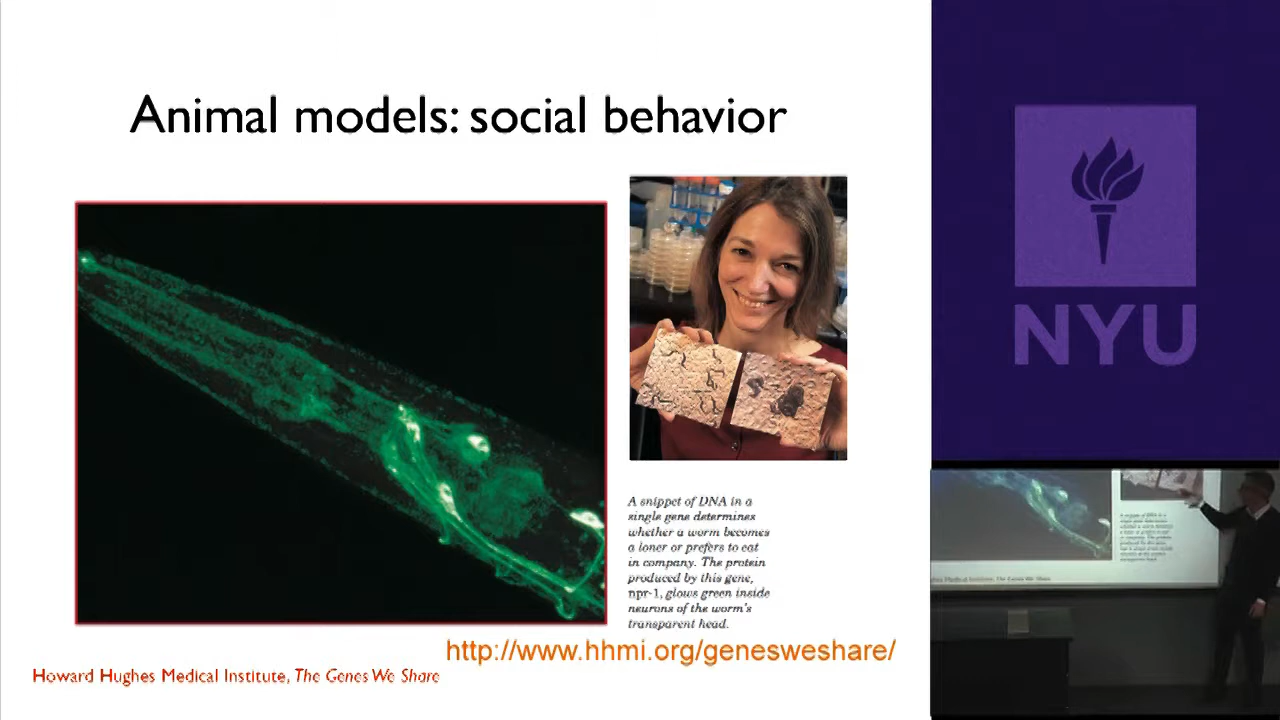 Animal models: social behavior
A snippet of DNA in a
single gene determines
whether a worm becomes
a loner or prefers to eat
in company. The protein
produced by this gene,
npr-1, glows green inside
neurons of the worm's
transparent head.
http://www.hhmi.org/genesweshare/
Howard Hughes Medical Institute, The Genes We Share
NYU